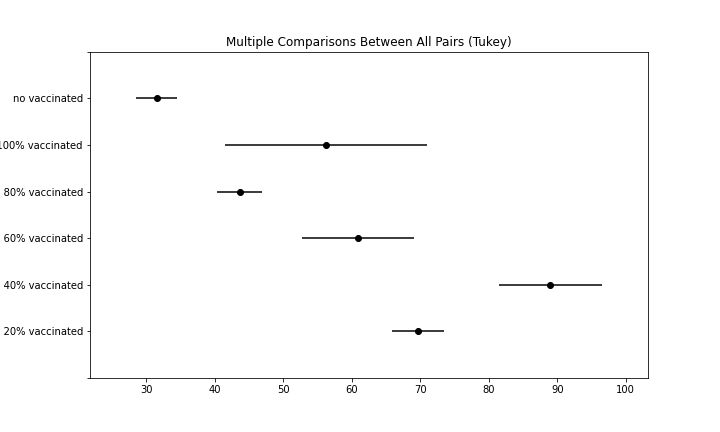 Multiple Comparisons Between All Pairs (Tukey)
no vaccinated
100% vaccinated
80% vaccinated
60% vaccinated
40% vaccinated
20% vaccinated
30 40 50 60 70 80 90 100